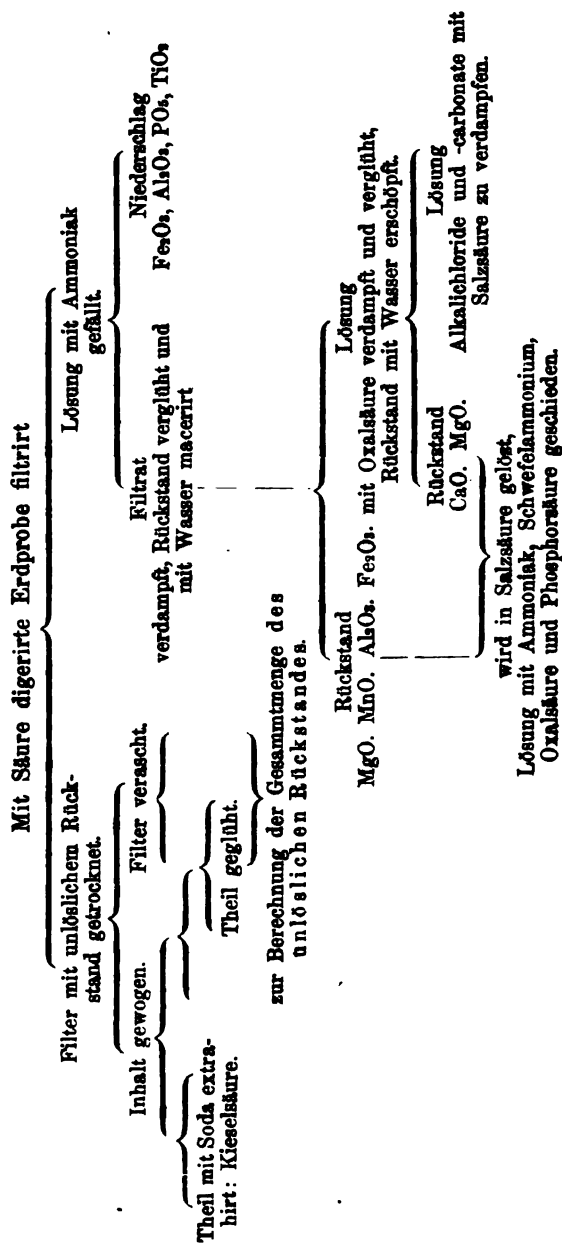 Mit Säure digerirte Erdprobe filtrirt
Filter mit unlöslichem Rück-
stand getrocknet.
Inhalt gewogen.
Theil mit Soda extra-
hirt: Kieselsäure.
Theil geglüht.
Filter verascht.
zur Berechnung der Gesammtmenge des
unlöslichen Rückstandes.
Lösung mit Ammoniak
gefällt.
Filtrat
verdampft, Rückstand verglüht und
mit Wasser macerirt
Niederschlag
Fe₂O₃, Al₂O₃, PO₅, TiO₂
Rückstand
MgO. MnO. Al₂O₃. Fe₂O₃.
Lösung
mit Oxalsäure verdampft und verglüht,
Rückstand mit Wasser erschöpft.
Rückstand
CaO. MgO.
Lösung
Alkalichloride und -carbonate mit
Salzsäure zu verdampfen.
wird in Salzsäure gelöst,
Lösung mit Ammoniak, Schwefelammonium,
Oxalsäure und Phosphorsäure geschieden.